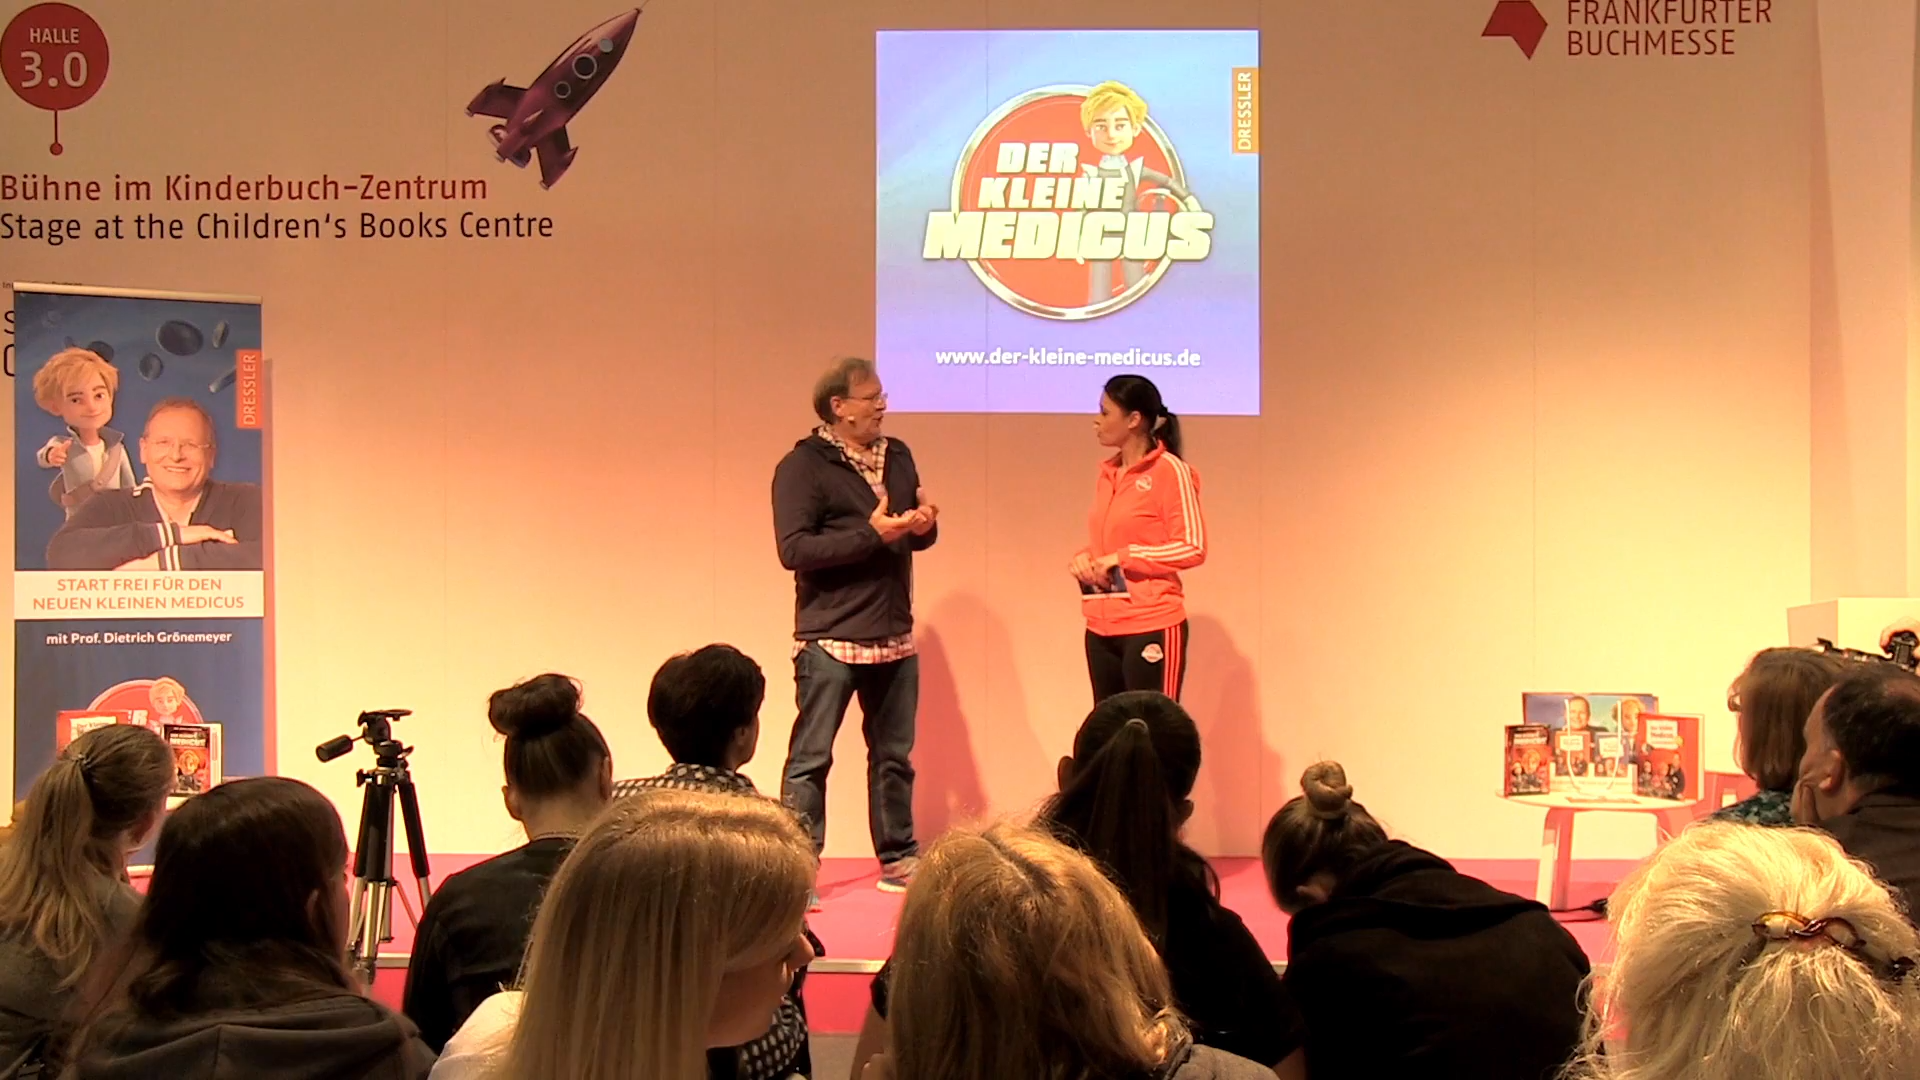 HALLE
3.0
Bühne im Kinderbuch-Zentrum
Stage at the Children's Books Centre
FRANKFURTER
BUCHMESSE
DRESSLER
DER
KLEINE
MEDICUS
www.der-kleine-medicus.de
DRESSLER
START FREI FÜR DEN
NEUEN KLEINEN MEDICUS
mit Prof. Dietrich Grönemeyer
MEDICUS